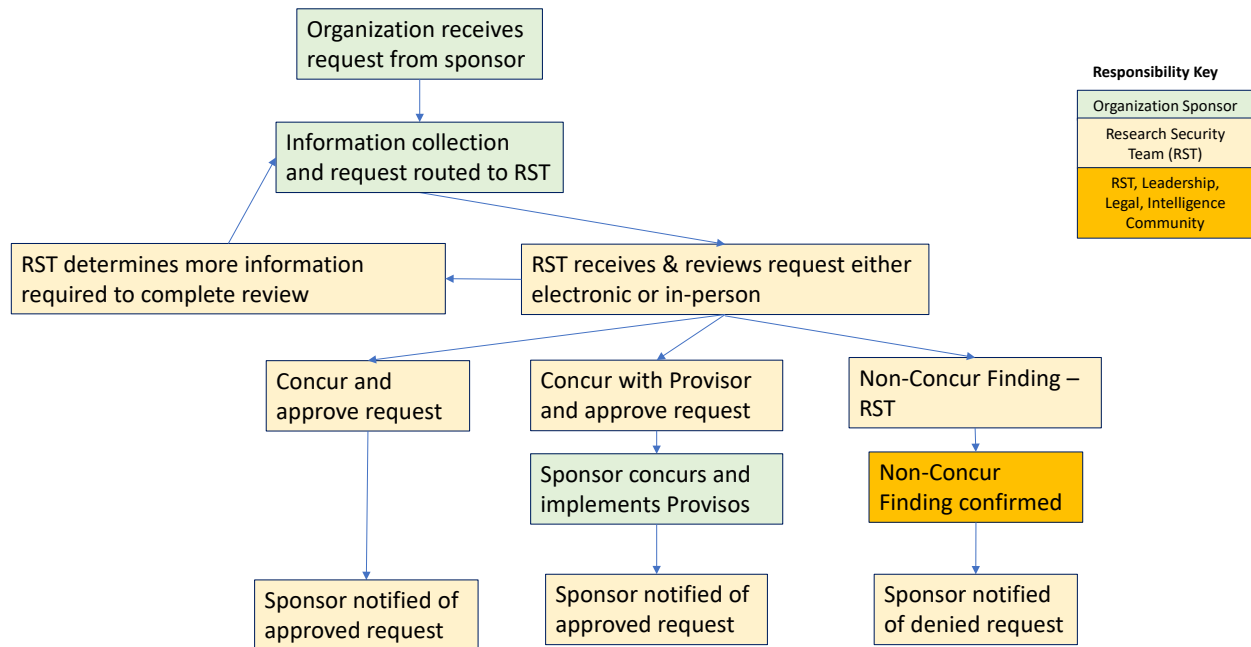 Organization receives
request from sponsor
Responsibility Key
Organization Sponsor
Research Security
Team (RST)
RST, Leadership,
Legal, Intelligence
Community
Information collection
and request routed to RST
RST determines more information
required to complete review
RST receives & reviews request either
electronic or in-person
Concur and
approve request
Concur with Provisor
and approve request
Non-Concur Finding –
RST
Sponsor concurs and
implements Provisos
Non-Concur
Finding confirmed
Sponsor notified of
approved request
Sponsor notified of
approved request
Sponsor notified
of denied request